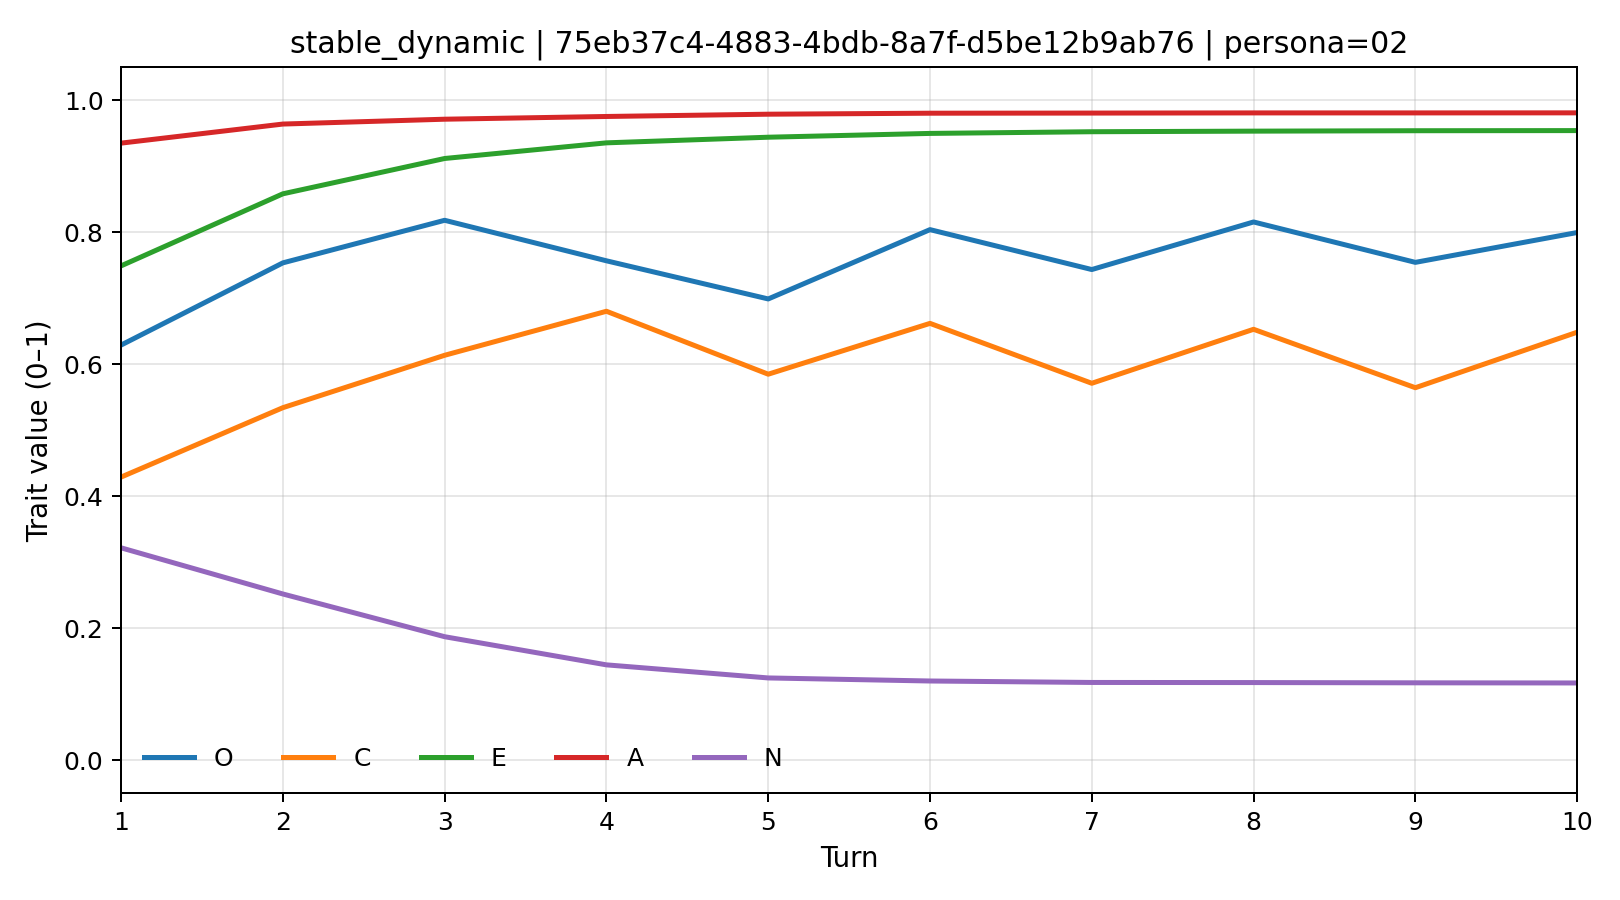 stable_dynamic | 75eb37c4-4883-4bdb-8a7f-d5be12b9ab76 | persona=02
Trait value (0–1)
1.0
0.8
0.6
0.4
0.2
0.0
O C E A N
1 2 3 4 5 6 7 8 9 10
Turn